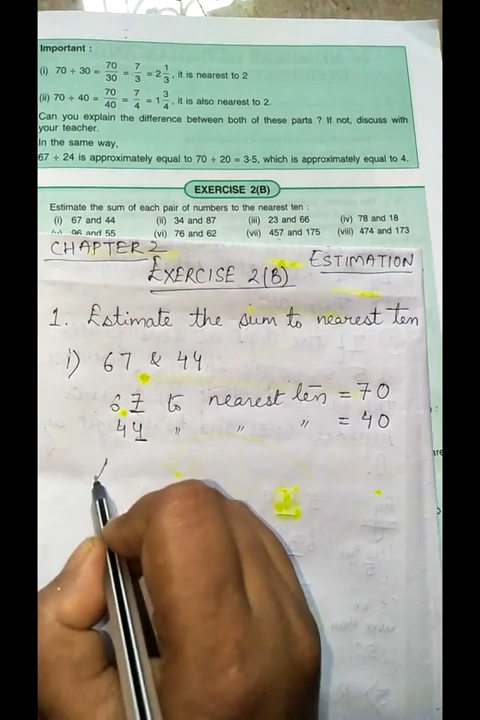 Important :
(i) 70 ÷ 30 = 70/30 = 7/3 = 2 1/3, it is nearest to 2
(ii) 70 ÷ 40 = 70/40 = 7/4 = 1 3/4, it is also nearest to 2.
Can you explain the difference between both of these parts ? If not, discuss with
your teacher.
In the same way,
67 ÷ 24 is approximately equal to 70 ÷ 20 = 3·5, which is approximately equal to 4.
EXERCISE 2(B)
Estimate the sum of each pair of numbers to the nearest ten :
(i) 67 and 44 (ii) 34 and 87 (iii) 23 and 66 (iv) 78 and 18
(v) 96 and 55 (vi) 76 and 62 (vii) 457 and 175 (viii) 474 and 173
CHAPTER 2 ESTIMATION
EXERCISE 2(B)
1. Estimate the sum to nearest ten
i) 67 & 44
67 to nearest ten = 70
44 " " " = 40